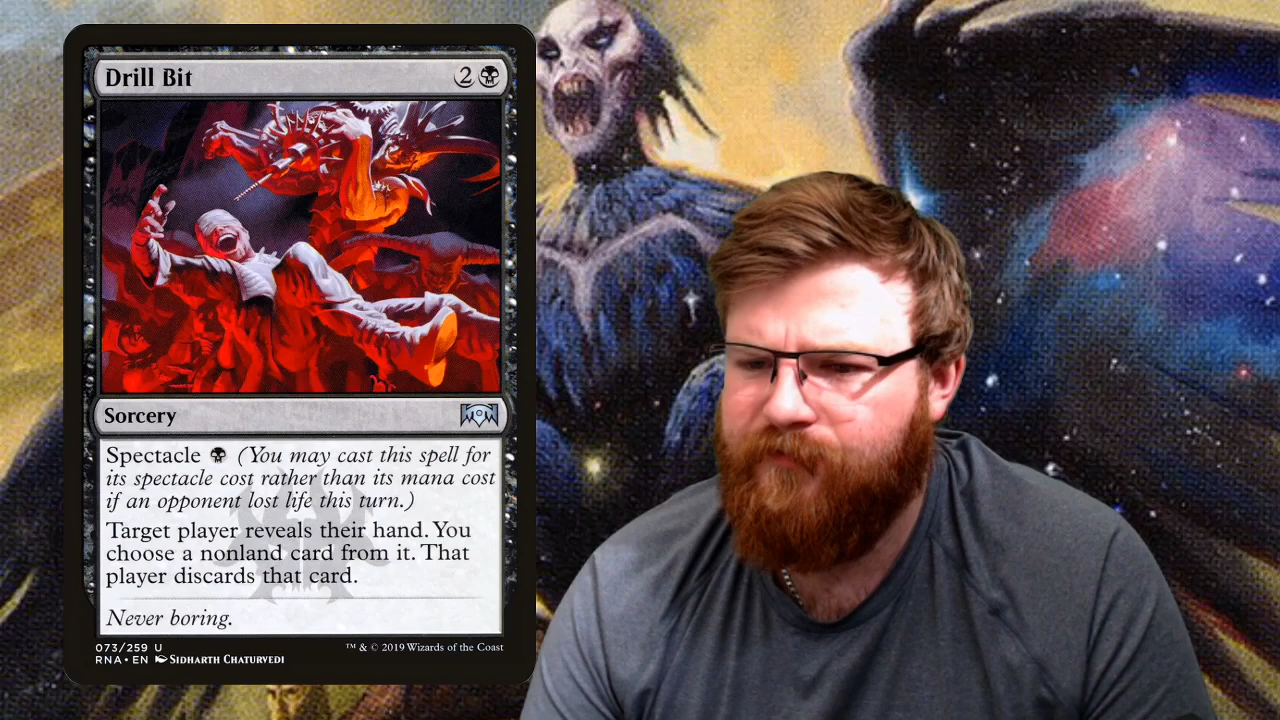 Drill Bit 2
Sorcery
Spectacle (You may cast this spell for
its spectacle cost rather than its mana cost
if an opponent lost life this turn.)
Target player reveals their hand. You
choose a nonland card from it. That
player discards that card.
Never boring.
073/259 U
RNA • EN Sidharth Chaturvedi
™ & © 2019 Wizards of the Coast